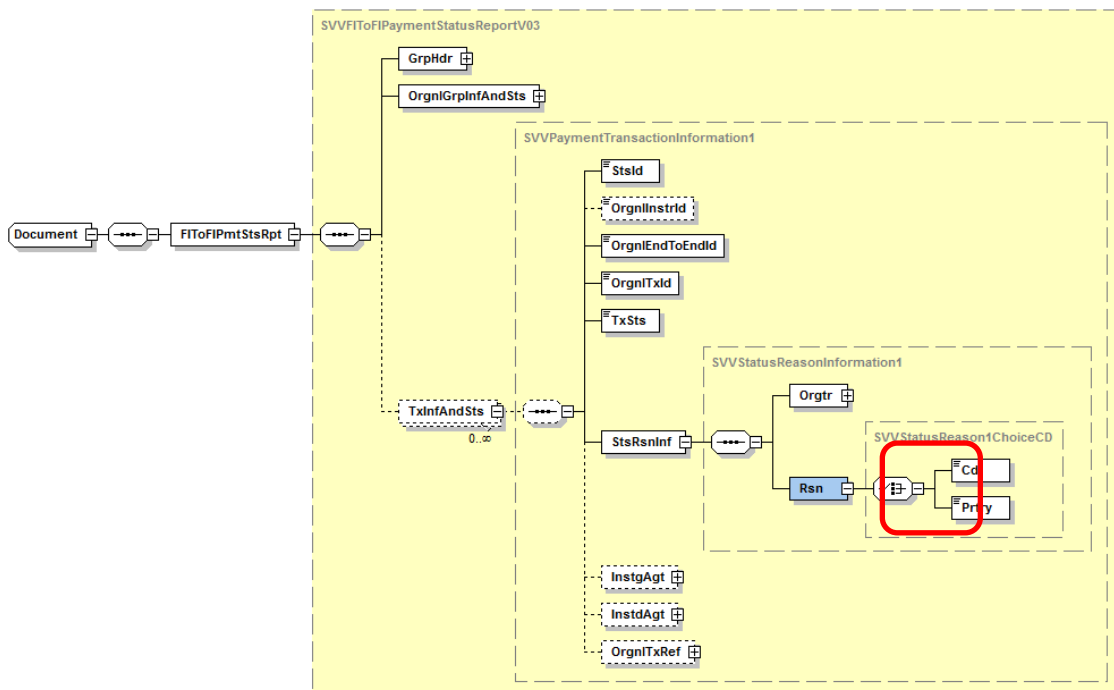 SVVFIToFIPaymentStatusReportV03
GrpHdr
OrgnlGrpInfAndSts
SVVPaymentTransactionInformation1
StsId
OrgnlInstrId
Document
FIToFIPmtStsRpt
OrgnlEndToEndId
OrgnlTxId
TxSts
SVVStatusReasonInformation1
Orgtr
TxInfAndSts
0..∞
StsRsnInf
SVVStatusReason1ChoiceCD
Cd
Rsn
Prtry
InstgAgt
InstdAgt
OrgnlTxRef